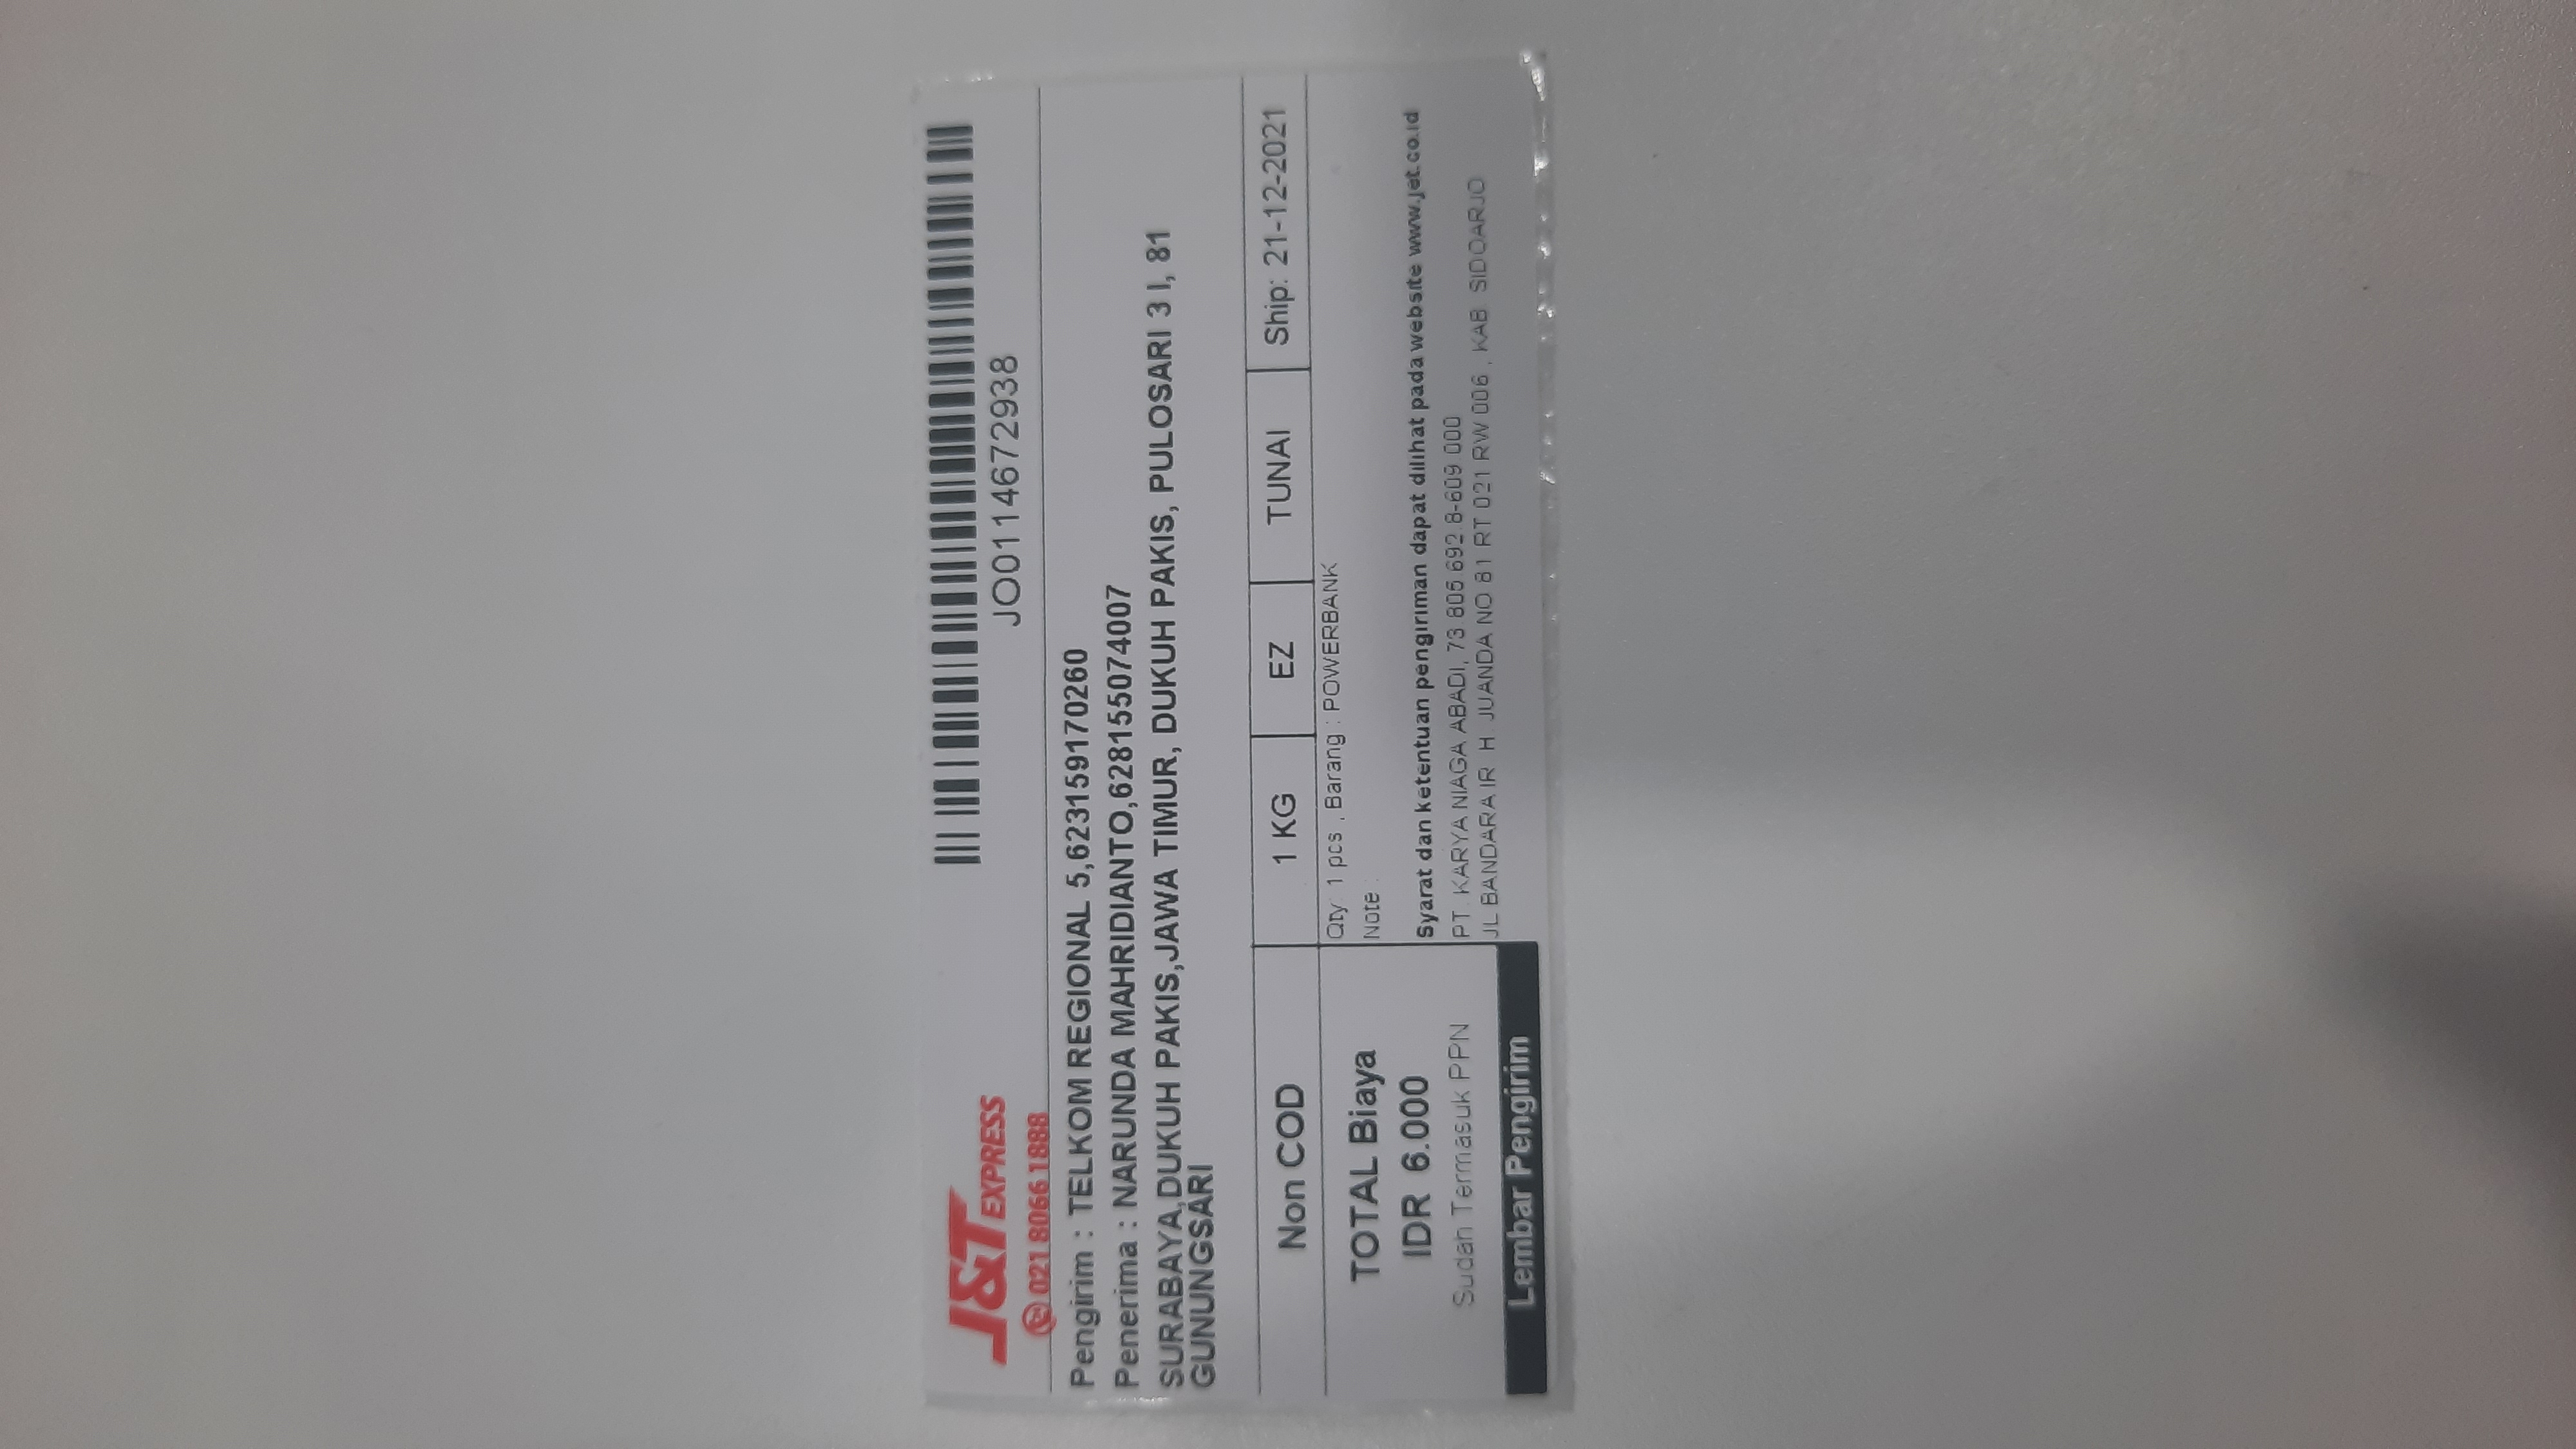 J&T EXPRESS
021 8066 1888
JO0114672938
Pengirim : TELKOM REGIONAL 5,623159170260
Penerima : NARUNDA MAHRIDIANTO,628155074007
SURABAYA,DUKUH PAKIS,JAWA TIMUR, DUKUH PAKIS, PULOSARI 3 I, 81
GUNUNGSARI
Non COD
1 KG
EZ
TUNAI
Ship: 21-12-2021
TOTAL Biaya
IDR 6.000
Sudah Termasuk PPN
Lembar Pengirim
Qty: 1 pcs , Barang : POWERBANK
Note :
Syarat dan ketentuan pengiriman dapat dilihat pada website www.jet.co.id
PT. KARYA NIAGA ABADI, 73.805.692.8-609.000
JL BANDARA IR. H. JUANDA NO 81 RT 021 RW 006 , KAB. SIDOARJO